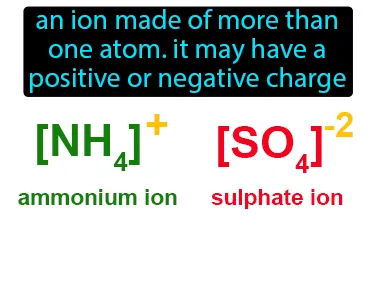 an ion made of more than
one atom. it may have a
positive or negative charge
[NH₄]⁺ [SO₄]⁻²
ammonium ion sulphate ion